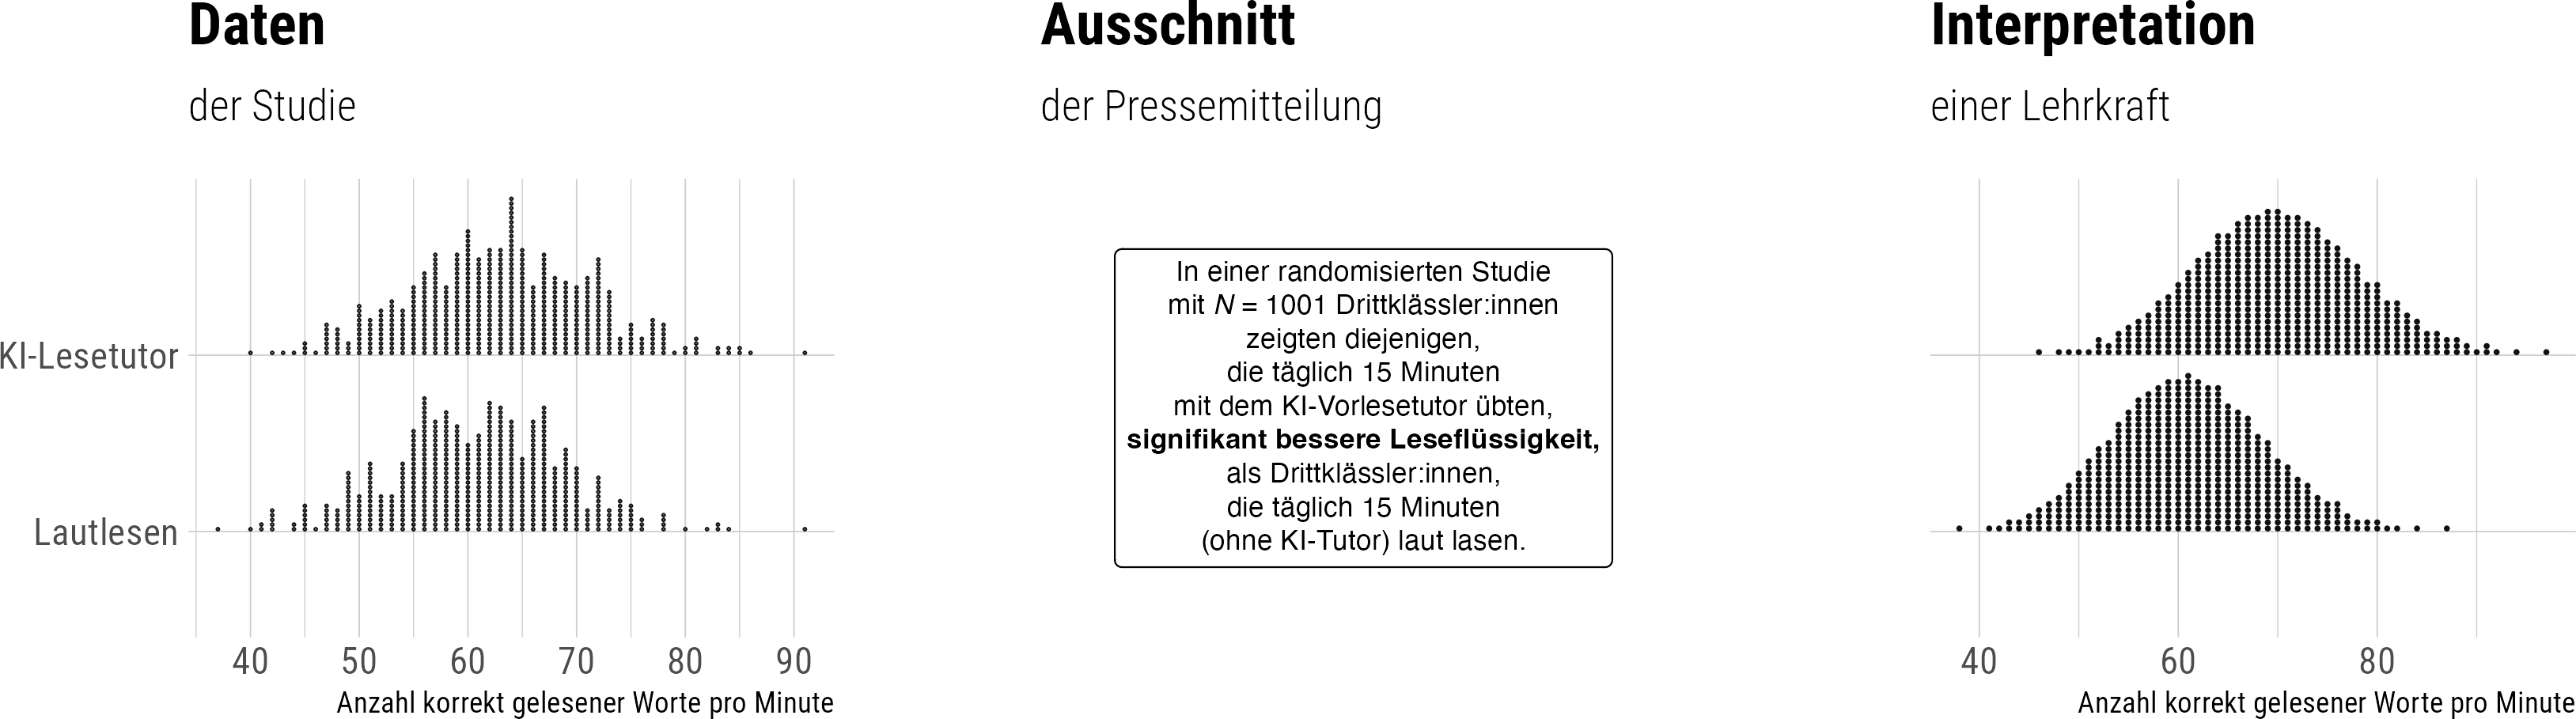 Daten
der Studie
KI-Lesetutor
Lautlesen
40 50 60 70 80 90
Anzahl korrekt gelesener Worte pro Minute
Ausschnitt
der Pressemitteilung
In einer randomisierten Studie
mit N = 1001 Drittklässler:innen
zeigten diejenigen,
die täglich 15 Minuten
mit dem KI-Vorlesetutor übten,
signifikant bessere Leseflüssigkeit,
als Drittklässler:innen,
die täglich 15 Minuten
(ohne KI-Tutor) laut lasen.
Interpretation
einer Lehrkraft
40 60 80
Anzahl korrekt gelesener Worte pro Minute